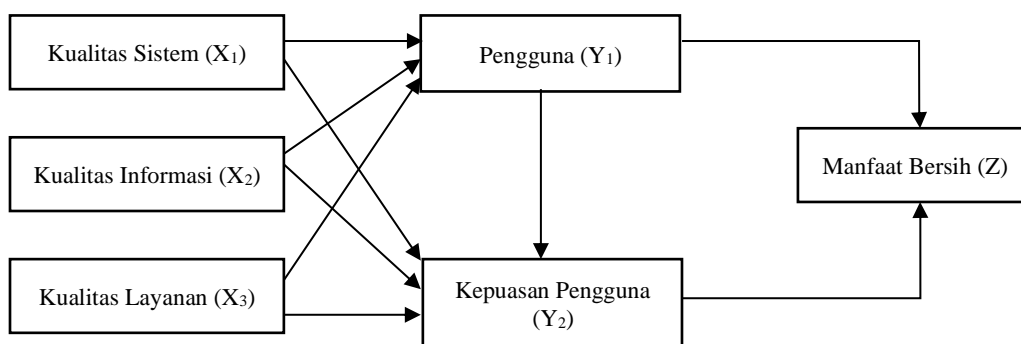 Kualitas Sistem (X₁)
Pengguna (Y₁)
Kualitas Informasi (X₂)
Manfaat Bersih (Z)
Kualitas Layanan (X₃)
Kepuasan Pengguna
(Y₂)